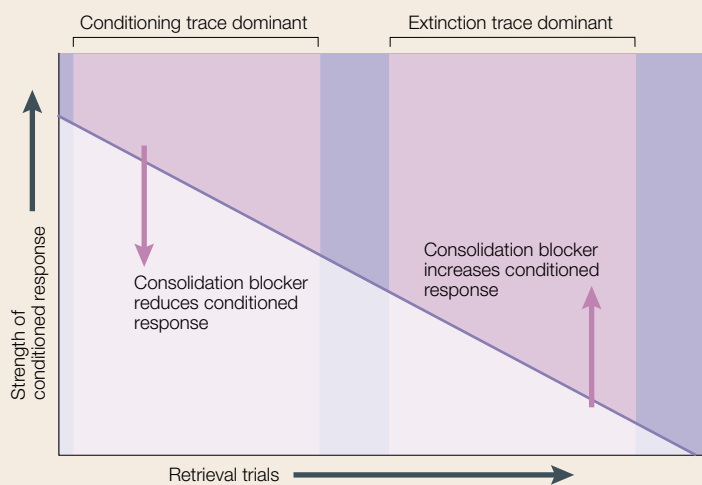 Conditioning trace dominant
Extinction trace dominant
Strength of
conditioned response
Consolidation blocker
reduces conditioned
response
Consolidation blocker
increases conditioned
response
Retrieval trials